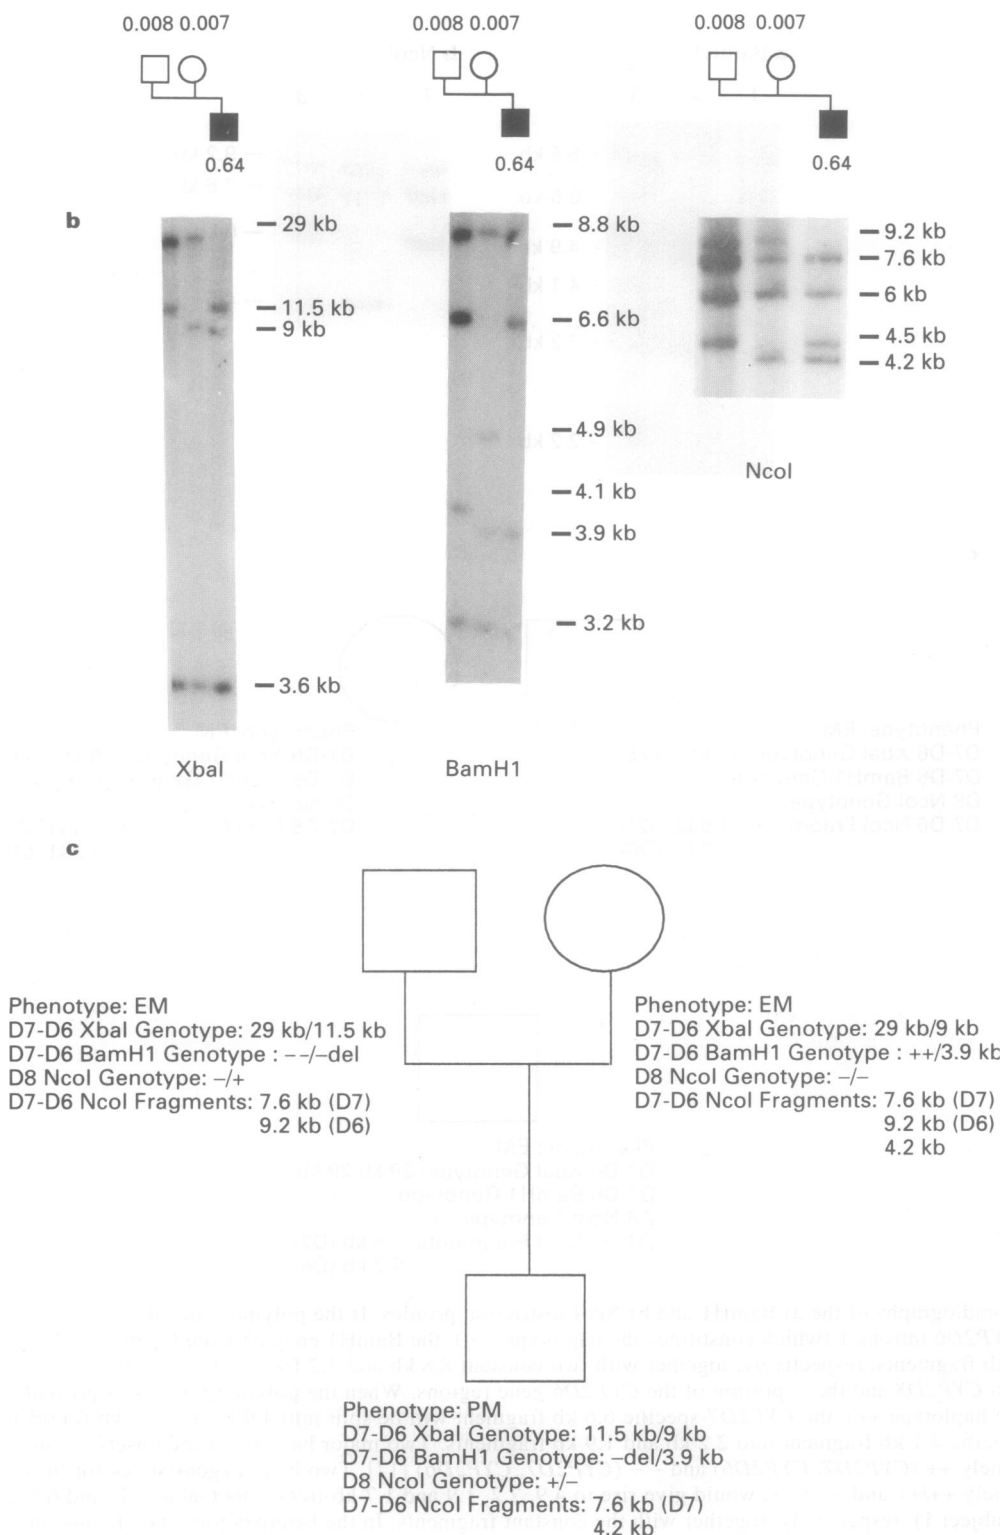 0.008 0.007
0.008 0.007
0.008 0.007
0.64
0.64
0.64
b
29 kb
11.5 kb
9 kb
3.6 kb
XbaI
8.8 kb
6.6 kb
4.9 kb
4.1 kb
3.9 kb
3.2 kb
BamH1
9.2 kb
7.6 kb
6 kb
4.5 kb
4.2 kb
NcoI
c
Phenotype: EM
D7-D6 XbaI Genotype: 29 kb/11.5 kb
D7-D6 BamH1 Genotype : --/-del
D8 NcoI Genotype: -/+
D7-D6 NcoI Fragments: 7.6 kb (D7)
9.2 kb (D6)
Phenotype: EM
D7-D6 XbaI Genotype: 29 kb/9 kb
D7-D6 BamH1 Genotype : ++/3.9 kb
D8 NcoI Genotype: -/-
D7-D6 NcoI Fragments: 7.6 kb (D7)
9.2 kb (D6)
4.2 kb
Phenotype: PM
D7-D6 XbaI Genotype: 11.5 kb/9 kb
D7-D6 BamH1 Genotype: -del/3.9 kb
D8 NcoI Genotype: +/-
D7-D6 NcoI Fragments: 7.6 kb (D7)
4.2 kb